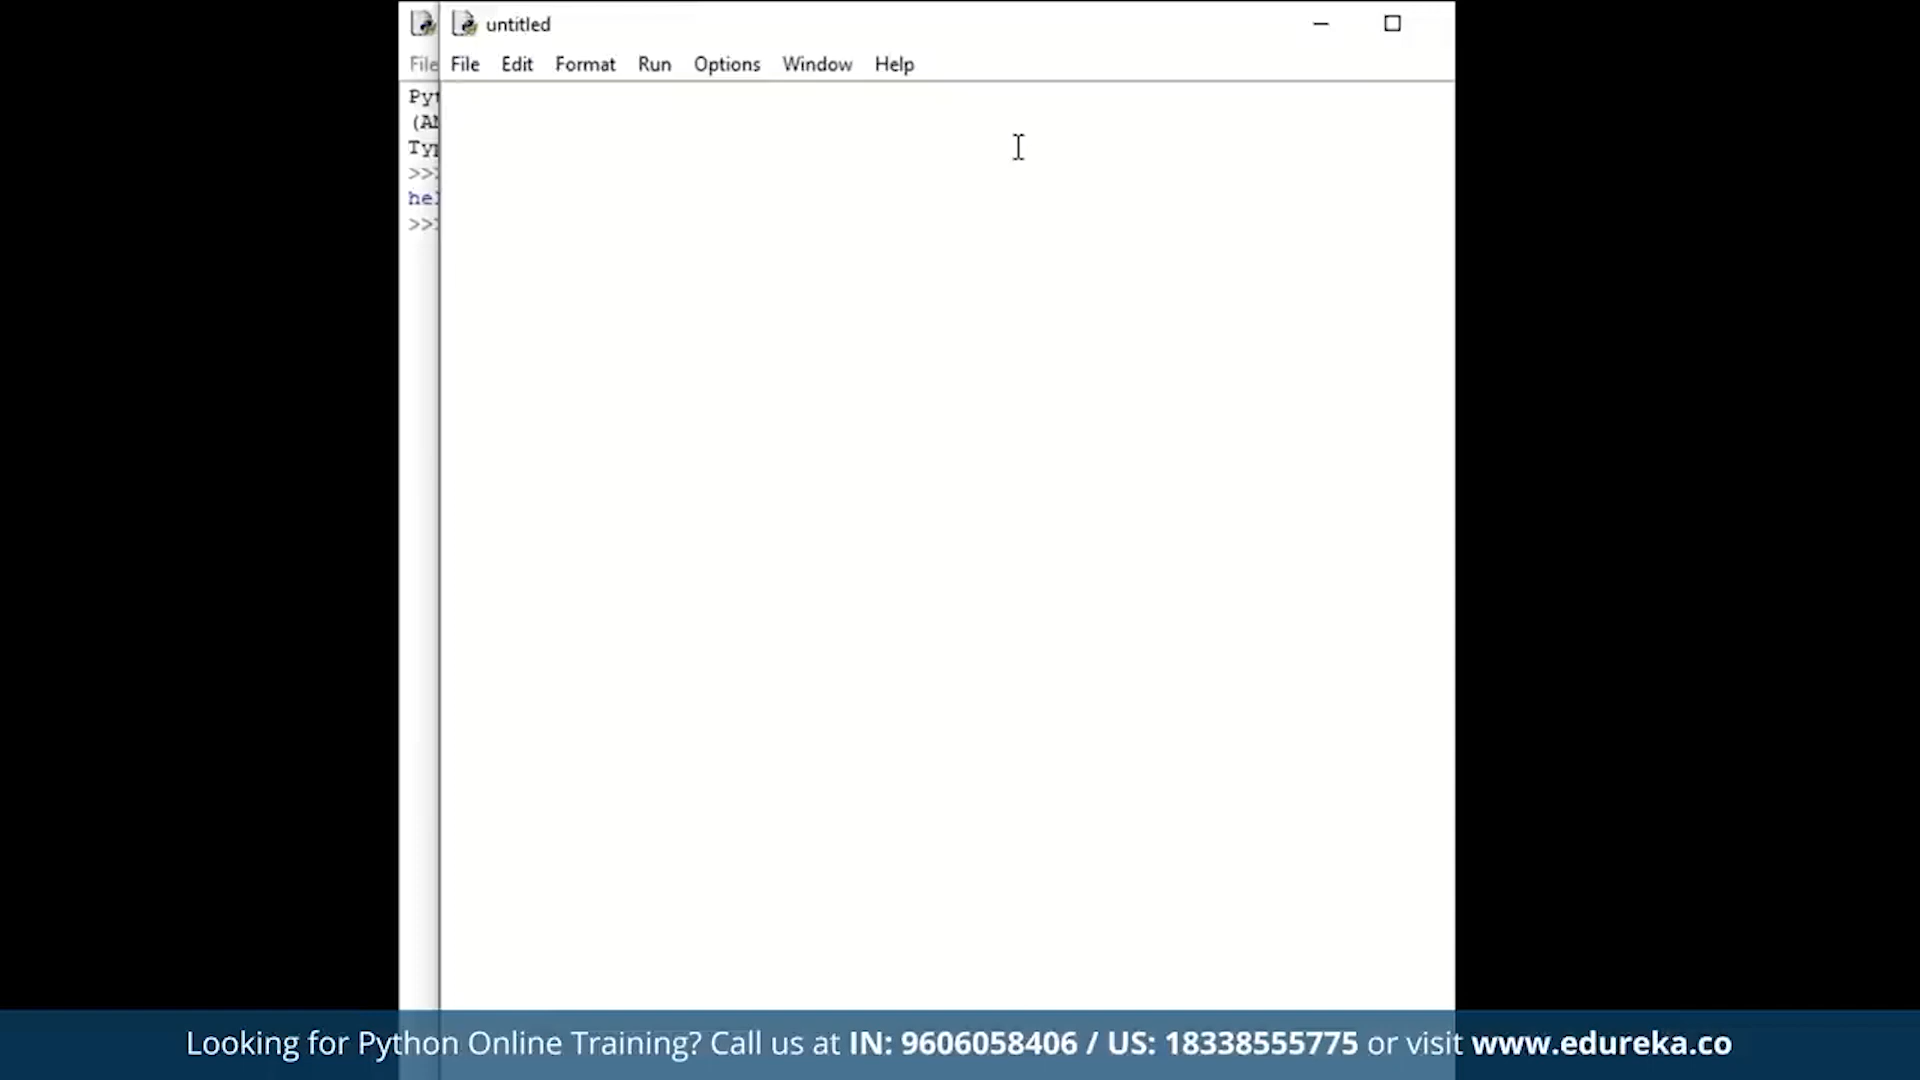 untitled
File File Edit Format Run Options Window Help
>>
>>
Looking for Python Online Training? Call us at IN: 9606058406 / US: 18338555775 or visit www.edureka.co